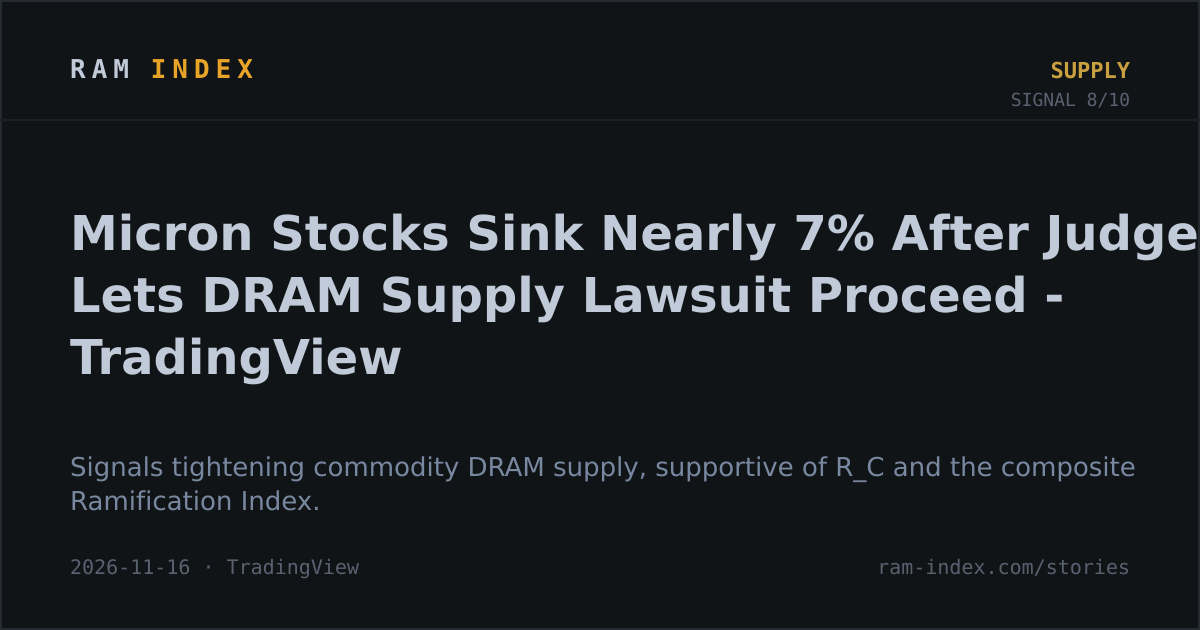 RAM INDEX
SUPPLY
SIGNAL 8/10
Micron Stocks Sink Nearly 7% After Judge
Lets DRAM Supply Lawsuit Proceed -
TradingView
Signals tightening commodity DRAM supply, supportive of R_C and the composite
Ramification Index.
2026-11-16 · TradingView
ram-index.com/stories